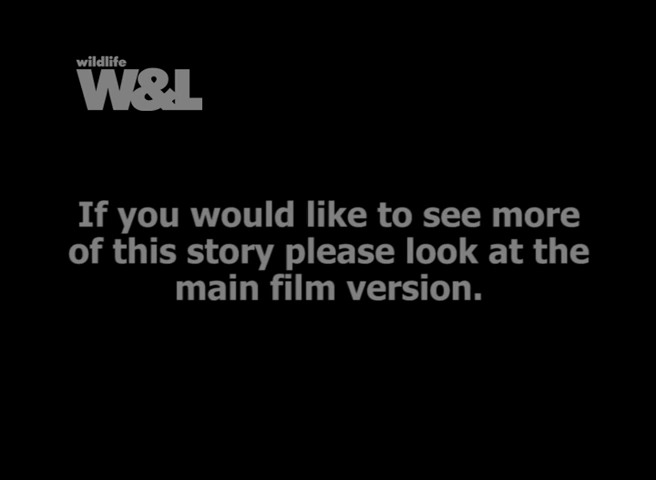 wildlife
W&L
If you would like to see more
of this story please look at the
main film version.